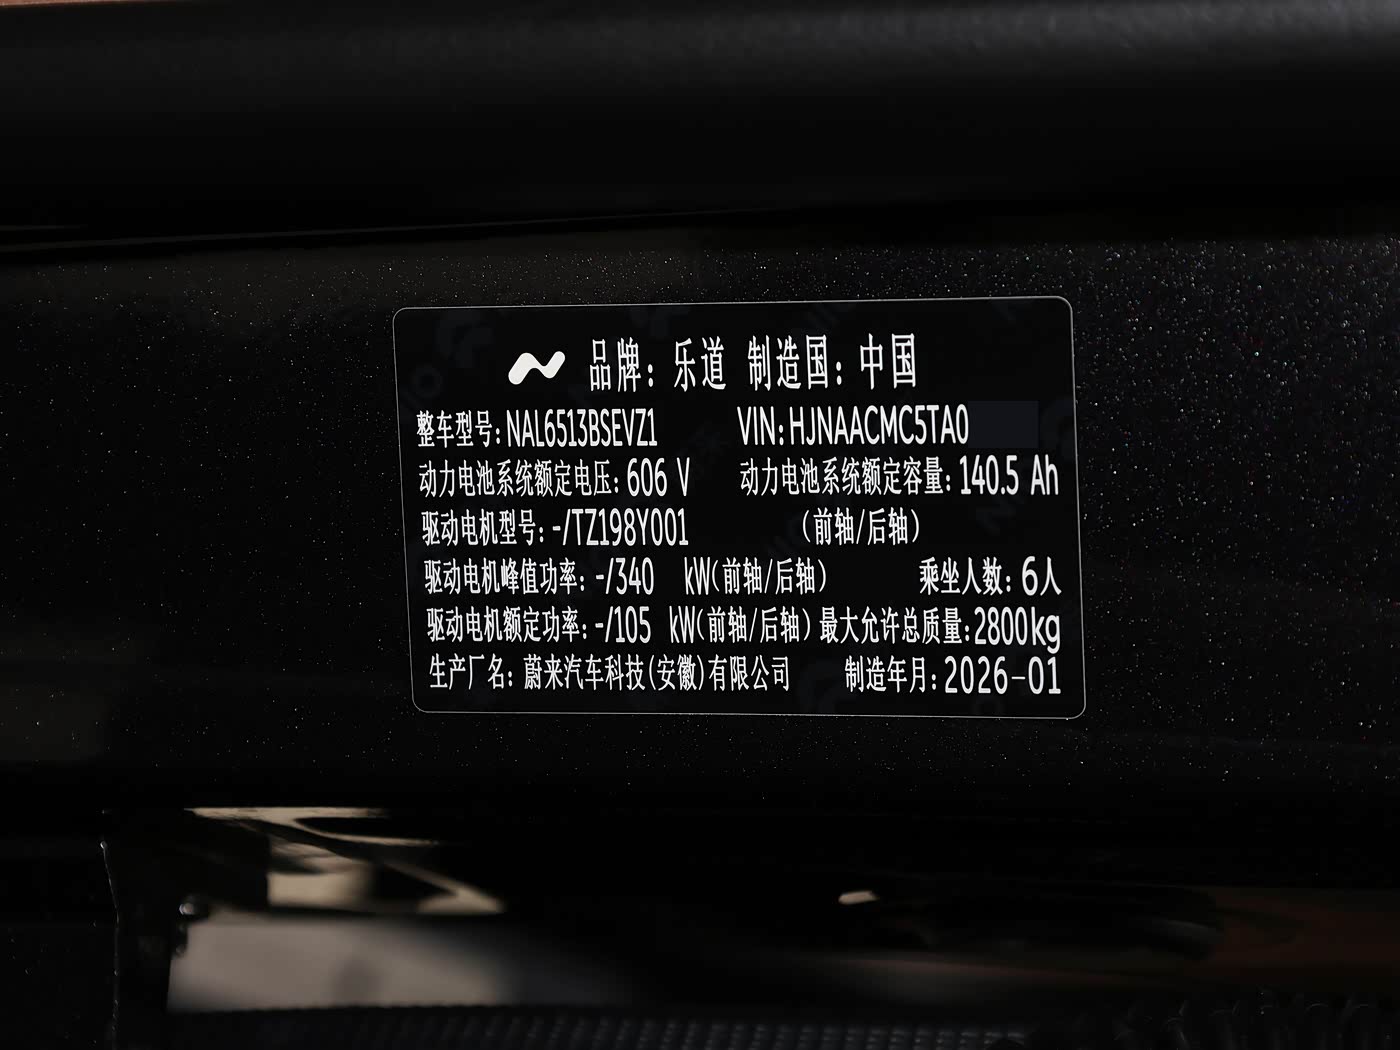 品牌：乐道 制造国：中国
整车型号：NAL6513BSEVZ1 VIN：HJNAACMC5TA0
动力电池系统额定电压：606 V 动力电池系统额定容量：140.5 Ah
驱动电机型号：-/TZ198Y001 （前轴/后轴）
驱动电机峰值功率：-/340 kW（前轴/后轴） 乘坐人数：6人
驱动电机额定功率：-/105 kW（前轴/后轴）最大允许总质量：2800kg
生产厂名：蔚来汽车科技（安徽）有限公司 制造年月：2026-01